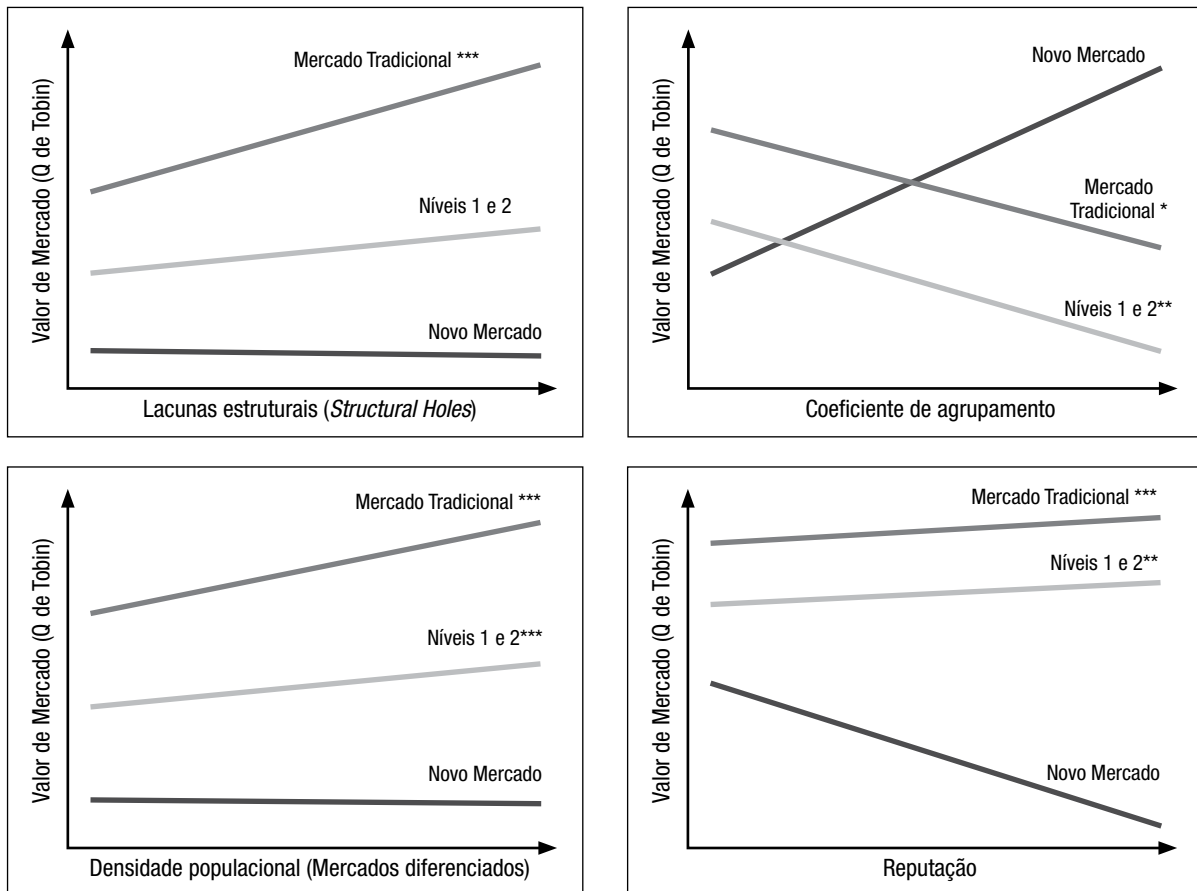 Valor de Mercado (Q de Tobin)
Mercado Tradicional ***
Níveis 1 e 2
Novo Mercado
Lacunas estruturais (Structural Holes)
Valor de Mercado (Q de Tobin)
Novo Mercado
Mercado
Tradicional *
Níveis 1 e 2**
Coeficiente de agrupamento
Valor de Mercado (Q de Tobin)
Mercado Tradicional ***
Níveis 1 e 2***
Novo Mercado
Densidade populacional (Mercados diferenciados)
Valor de Mercado (Q de Tobin)
Mercado Tradicional ***
Níveis 1 e 2**
Novo Mercado
Reputação